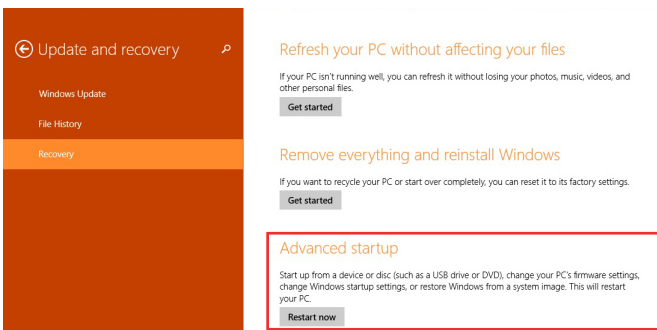 Update and recovery
Windows Update
File History
Recovery
Refresh your PC without affecting your files
If your PC isn't running well, you can refresh it without losing your photos, music, videos, and
other personal files.
Get started
Remove everything and reinstall Windows
If you want to recycle your PC or start over completely, you can reset it to its factory settings.
Get started
Advanced startup
Start up from a device or disc (such as a USB drive or DVD), change your PC's firmware settings,
change Windows startup settings, or restore Windows from a system image. This will restart
your PC.
Restart now